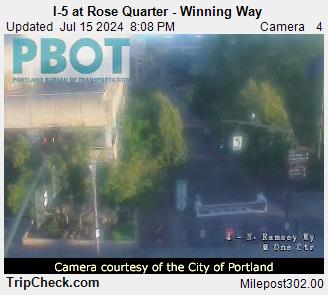 I-5 at Rose Quarter - Winning Way
Updated Jul 15 2024 8:08 PM Camera 4
PBOT
PORTLAND BUREAU OF TRANSPORTATION
4 - N. Ramsey Wy
@ One Ctr
Camera courtesy of the City of Portland
TripCheck.com Milepost302.00